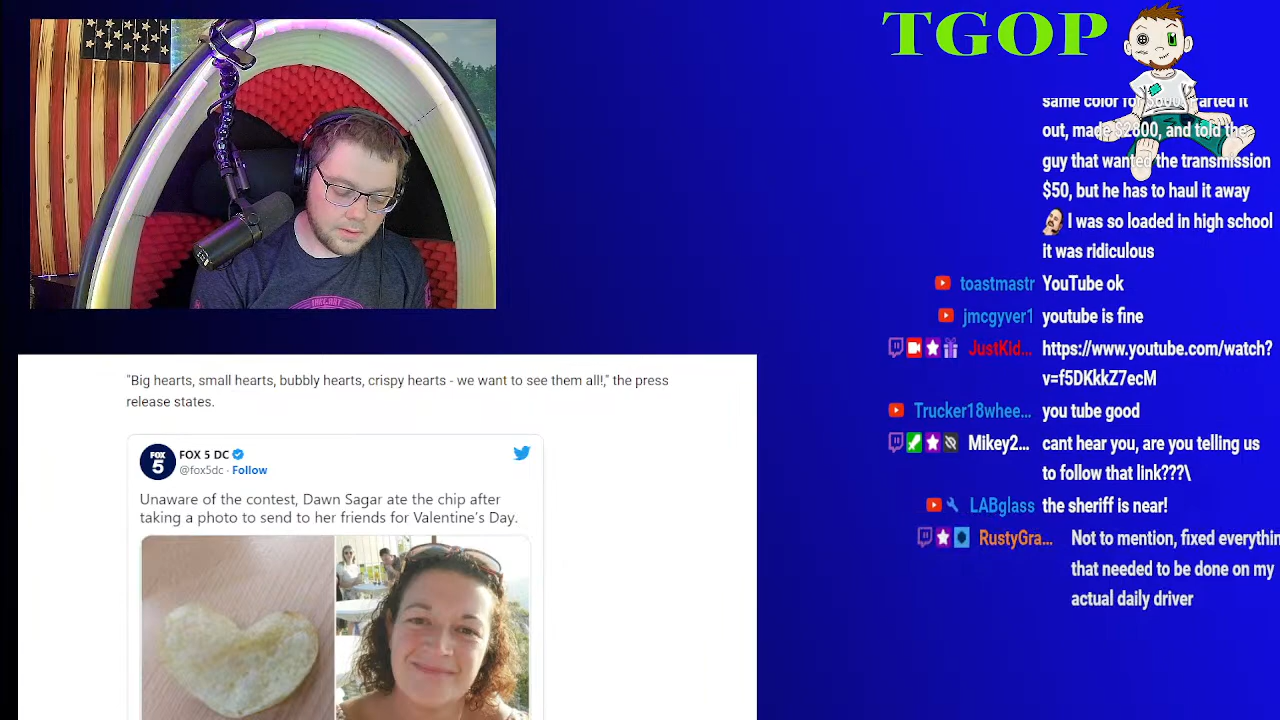 TGOP
out, made $2800, and told the
guy that wanted the transmission
$50, but he has to haul it away
I was so loaded in high school
it was ridiculous
toastmastr YouTube ok
jmcgyver1 youtube is fine
JustKid... https://www.youtube.com/watch?
v=f5DKkkZ7ecM
Trucker18whee... you tube good
Mikey2... cant hear you, are you telling us
to follow that link???\
LABglass the sheriff is near!
RustyGra... Not to mention, fixed everythin
that needed to be done on my
actual daily driver
"Big hearts, small hearts, bubbly hearts, crispy hearts - we want to see them all!," the press
release states.
FOX 5
FOX 5 DC
@fox5dc · Follow
Unaware of the contest, Dawn Sagar ate the chip after
taking a photo to send to her friends for Valentine's Day.